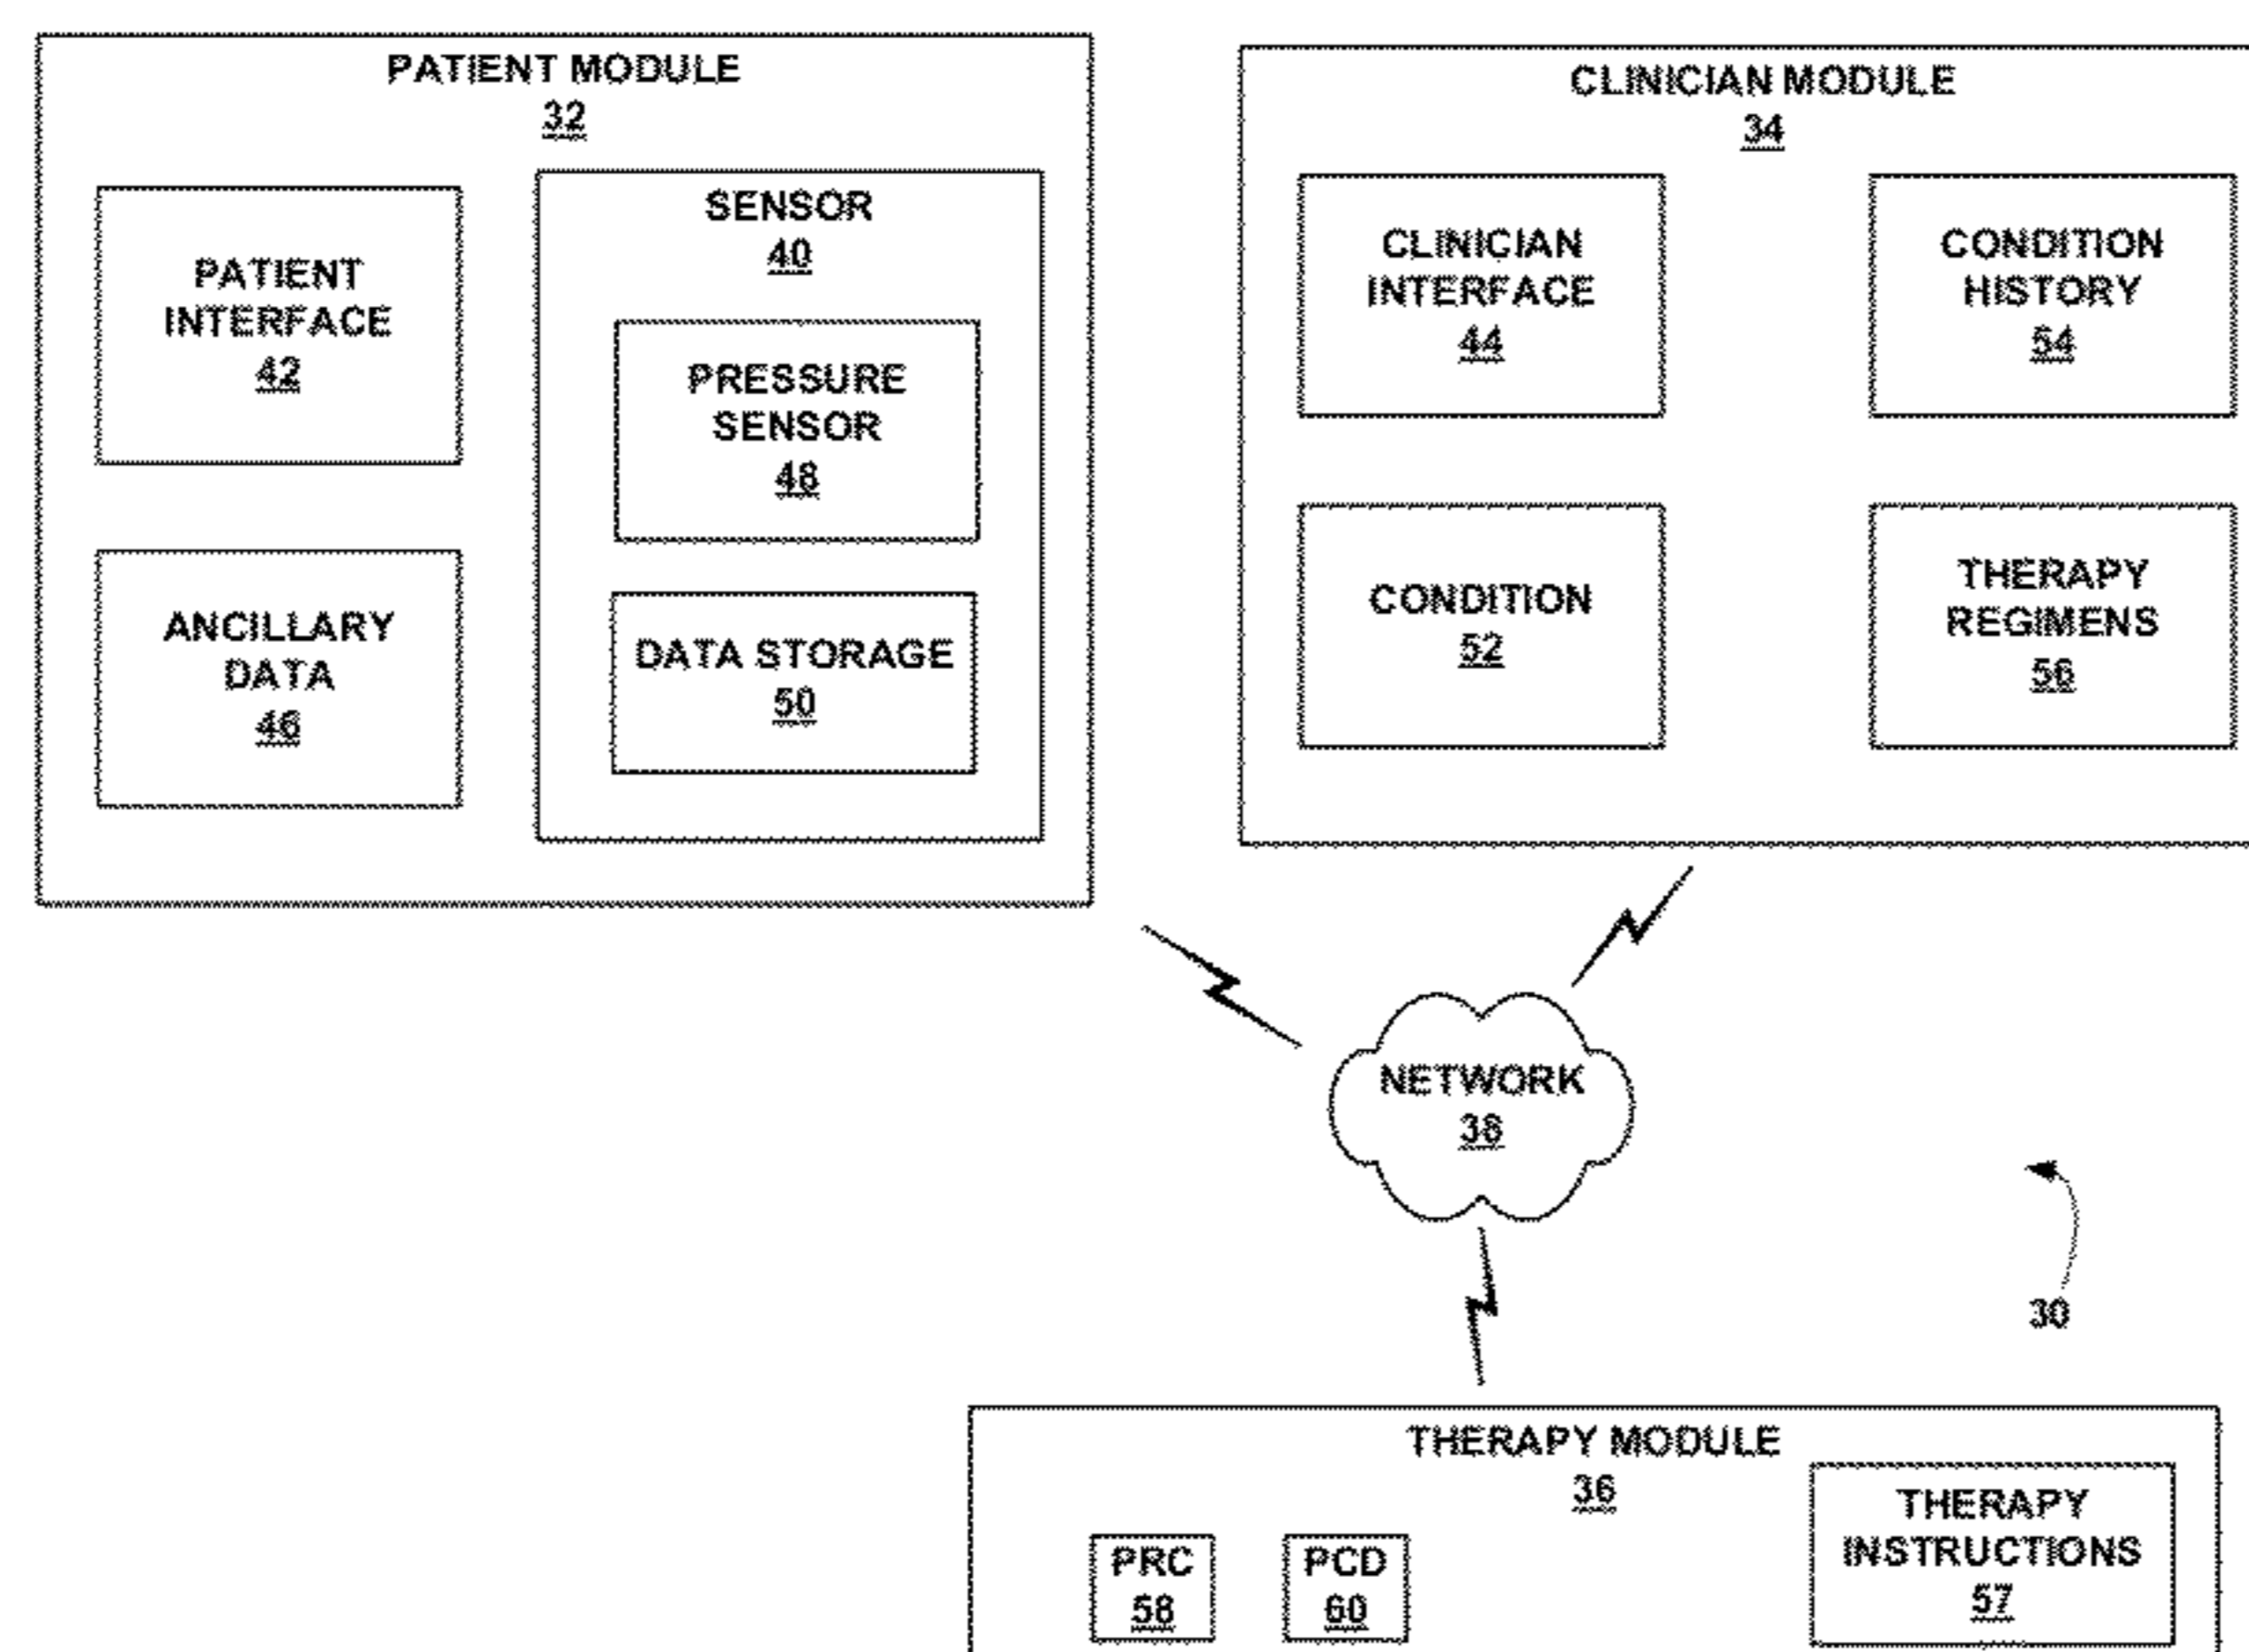 PATIENT MODULE
32
PATIENT
INTERFACE
42
ANCILLARY
DATA
46
SENSOR
40
PRESSURE
SENSOR
48
DATA STORAGE
50
CLINICIAN MODULE
34
CLINICIAN
INTERFACE
44
CONDITION
HISTORY
54
CONDITION
52
THERAPY
REGIMENS
56
NETWORK
38
30
THERAPY MODULE
36
PRC
58
PCD
60
THERAPY
INSTRUCTIONS
57